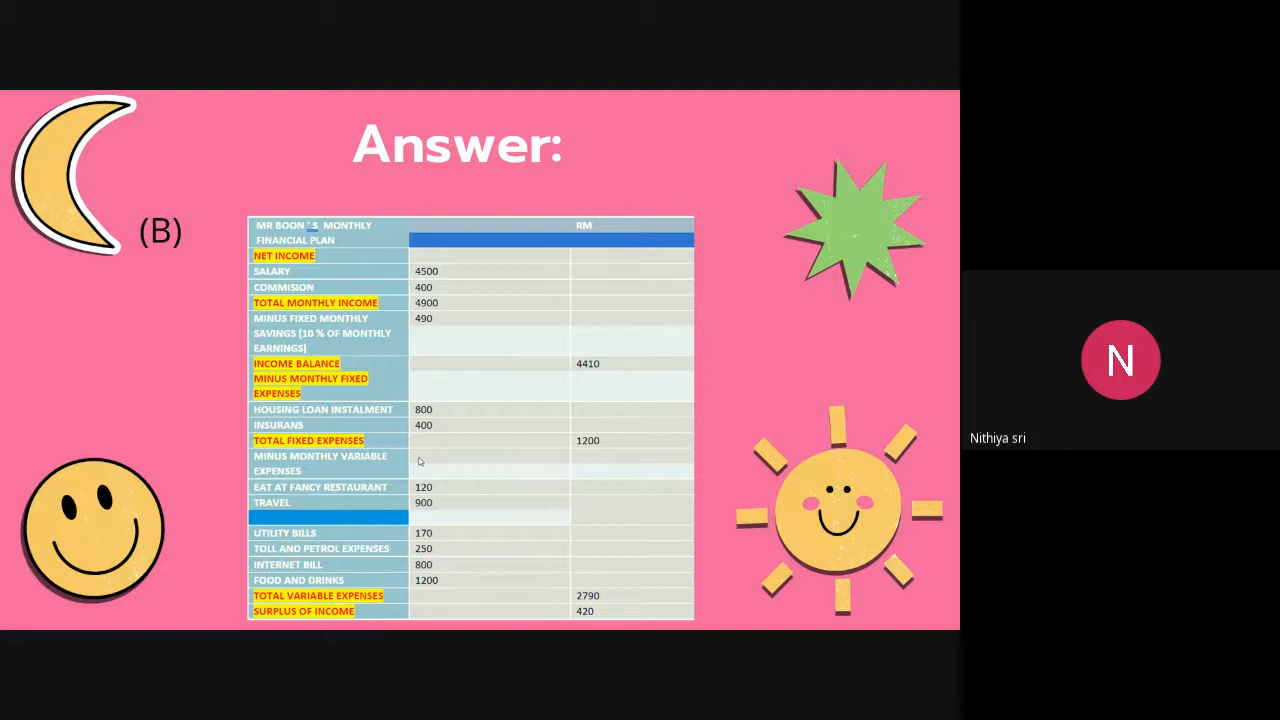 Answer:
(B)
MR BOON ' S MONTHLY RM
FINANCIAL PLAN
NET INCOME
SALARY 4500
COMMISION 400
TOTAL MONTHLY INCOME 4900
MINUS FIXED MONTHLY 490
SAVINGS (10 % OF MONTHLY
EARNINGS)
INCOME BALANCE 4410
MINUS MONTHLY FIXED
EXPENSES
HOUSING LOAN INSTALMENT 800
INSURANS 400
TOTAL FIXED EXPENSES 1200
MINUS MONTHLY VARIABLE
EXPENSES
EAT AT FANCY RESTAURANT 120
TRAVEL 900
UTILITY BILLS 170
TOLL AND PETROL EXPENSES 250
INTERNET BILL 800
FOOD AND DRINKS 1200
TOTAL VARIABLE EXPENSES 2790
SURPLUS OF INCOME 420
N
Nithiya sri